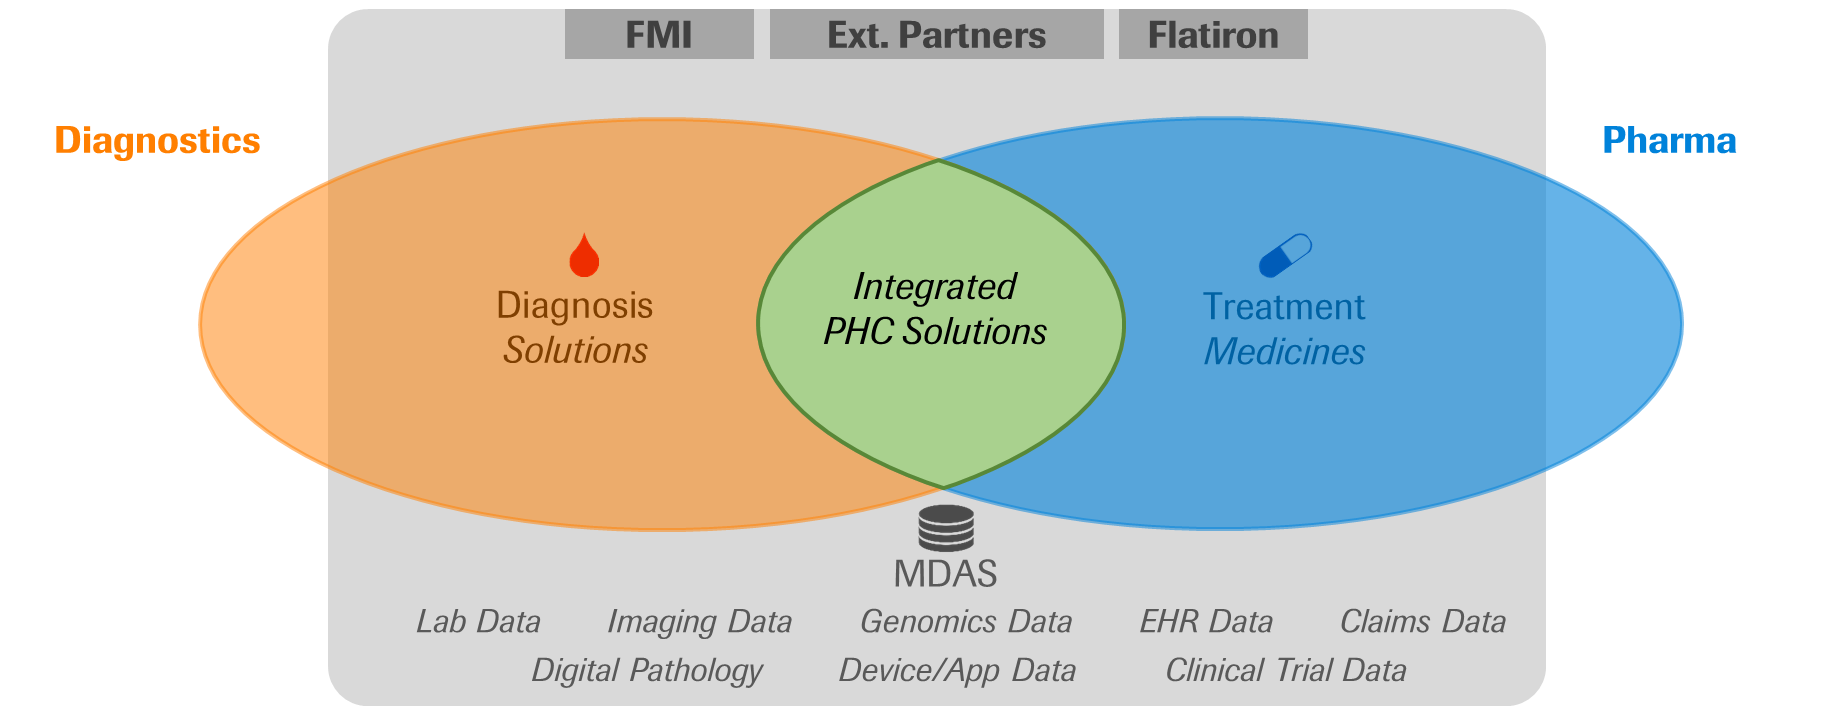 FMI Ext. Partners Flatiron
Diagnostics
Pharma
Diagnosis
Solutions
Integrated
PHC Solutions
Treatment
Medicines
MDAS
Lab Data Imaging Data Genomics Data EHR Data Claims Data
Digital Pathology Device/App Data Clinical Trial Data